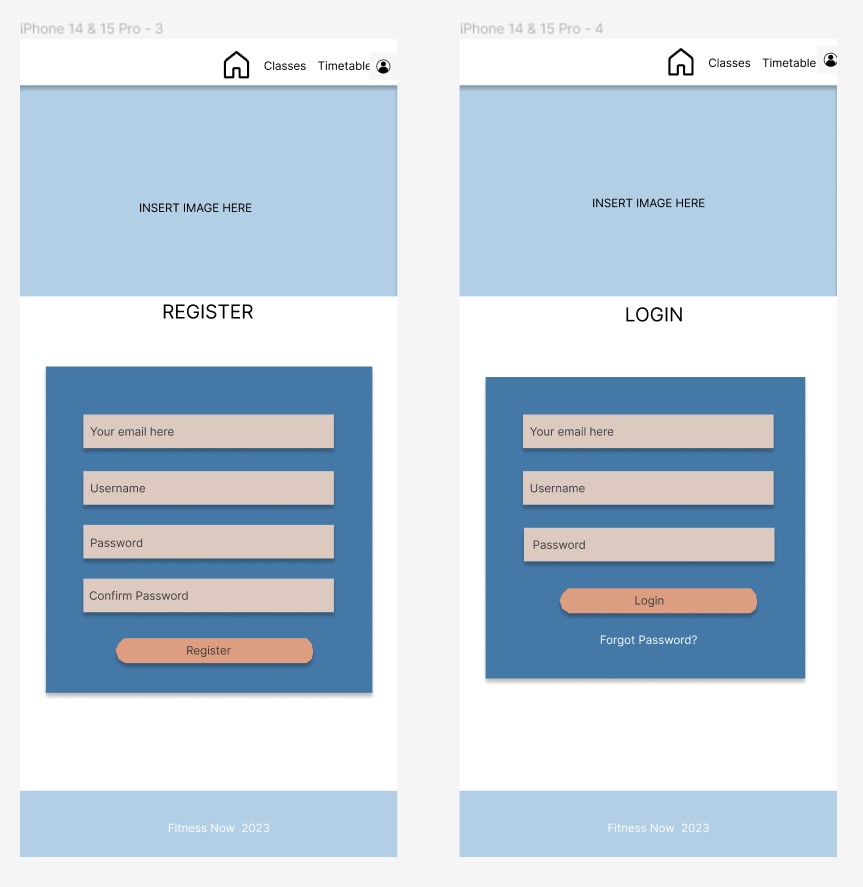 iPhone 14 & 15 Pro - 3
Classes Timetable
INSERT IMAGE HERE
REGISTER
Your email here
Username
Password
Confirm Password
Register
Fitness Now 2023
iPhone 14 & 15 Pro - 4
Classes Timetable
INSERT IMAGE HERE
LOGIN
Your email here
Username
Password
Login
Forgot Password?
Fitness Now 2023